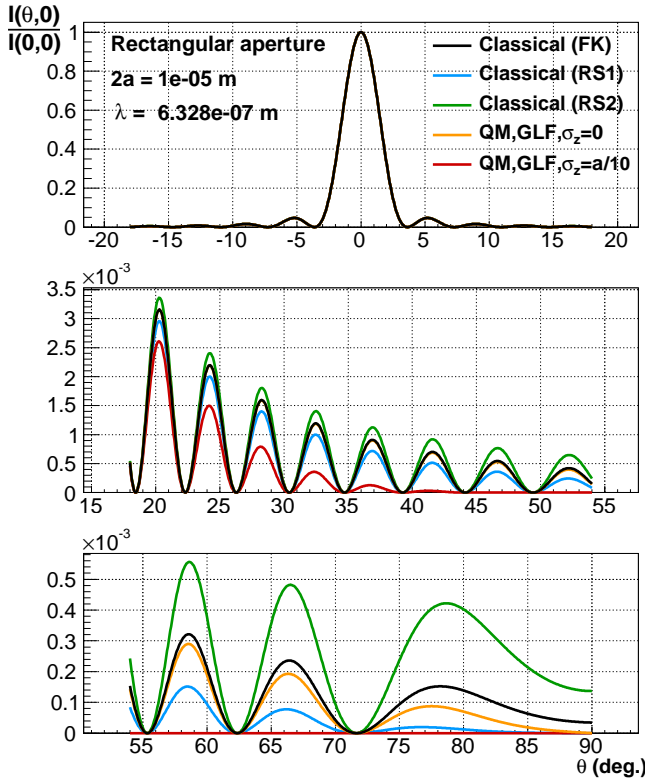 I(θ,0)
I(0,0)
Rectangular aperture
2a = 1e-05 m
λ = 6.328e-07 m
Classical (FK)
Classical (RS1)
Classical (RS2)
QM,GLF,σz=0
QM,GLF,σz=a/10
1
0.8
0.6
0.4
0.2
0
-20 -15 -10 -5 0 5 10 15 20
×10-3
3.5
3
2.5
2
1.5
1
0.5
0
15 20 25 30 35 40 45 50 55
×10-3
0.5
0.4
0.3
0.2
0.1
0
55 60 65 70 75 80 85 90
θ (deg.)